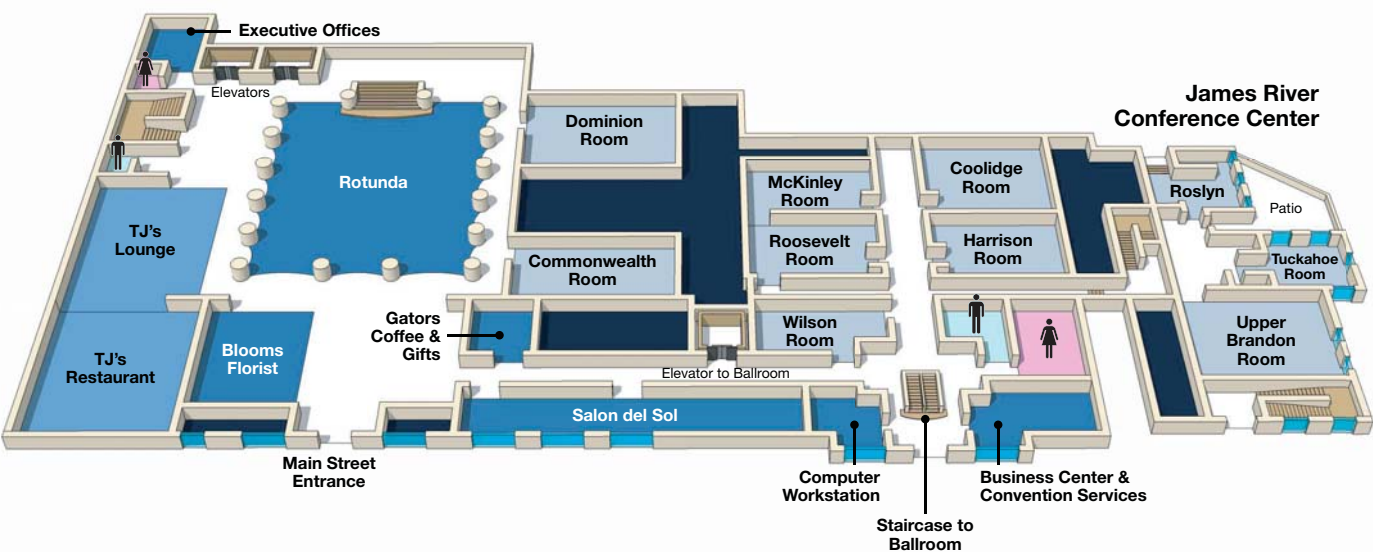 Executive Offices
Elevators
James River
Conference Center
Dominion
Room
Rotunda
McKinley
Room
Coolidge
Room
Roslyn
Patio
TJ's
Lounge
Roosevelt
Room
Harrison
Room
Commonwealth
Room
Tuckahoe
Room
Gators
Coffee &
Gifts
Wilson
Room
Upper
Brandon
Room
TJ's
Restaurant
Blooms
Florist
Elevator to Ballroom
Salon del Sol
Main Street
Entrance
Computer
Workstation
Business Center &
Convention Services
Staircase to
Ballroom